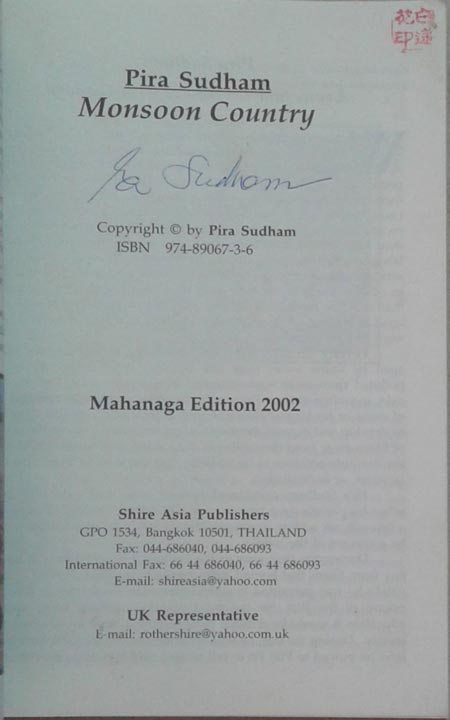 Pira Sudham
Monsoon Country
Pira Sudham
Copyright © by Pira Sudham
ISBN 974-89067-3-6
Mahanaga Edition 2002
Shire Asia Publishers
GPO 1534, Bangkok 10501, THAILAND
Fax: 044-686040, 044-686093
International Fax: 66 44 686040, 66 44 686093
E-mail: shireasia@yahoo.com
UK Representative
E-mail: rothershire@yahoo.com.uk